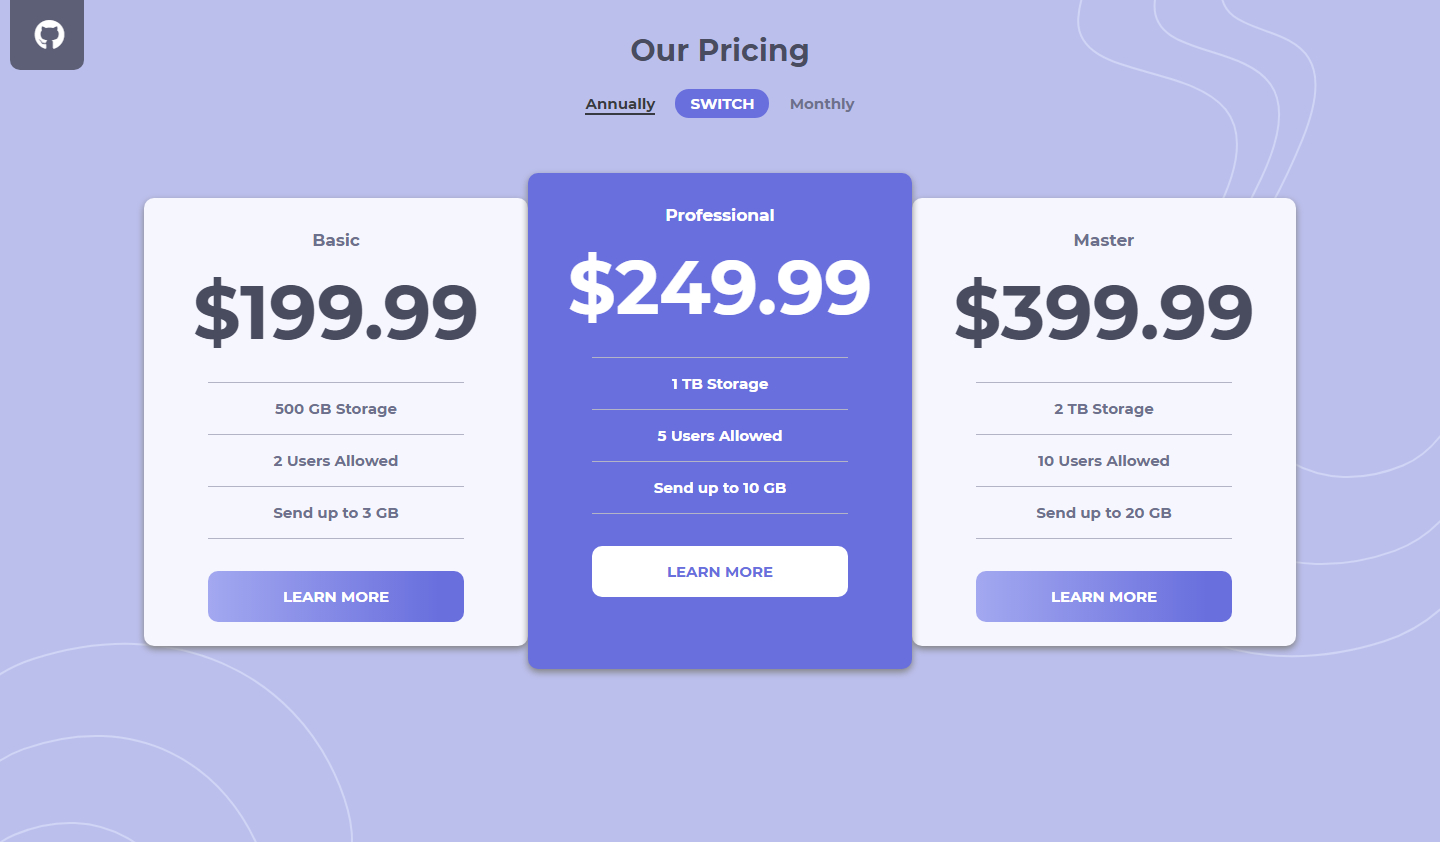 Our Pricing
Annually SWITCH Monthly
Basic
$199.99
500 GB Storage
2 Users Allowed
Send up to 3 GB
LEARN MORE
Professional
$249.99
1 TB Storage
5 Users Allowed
Send up to 10 GB
LEARN MORE
Master
$399.99
2 TB Storage
10 Users Allowed
Send up to 20 GB
LEARN MORE